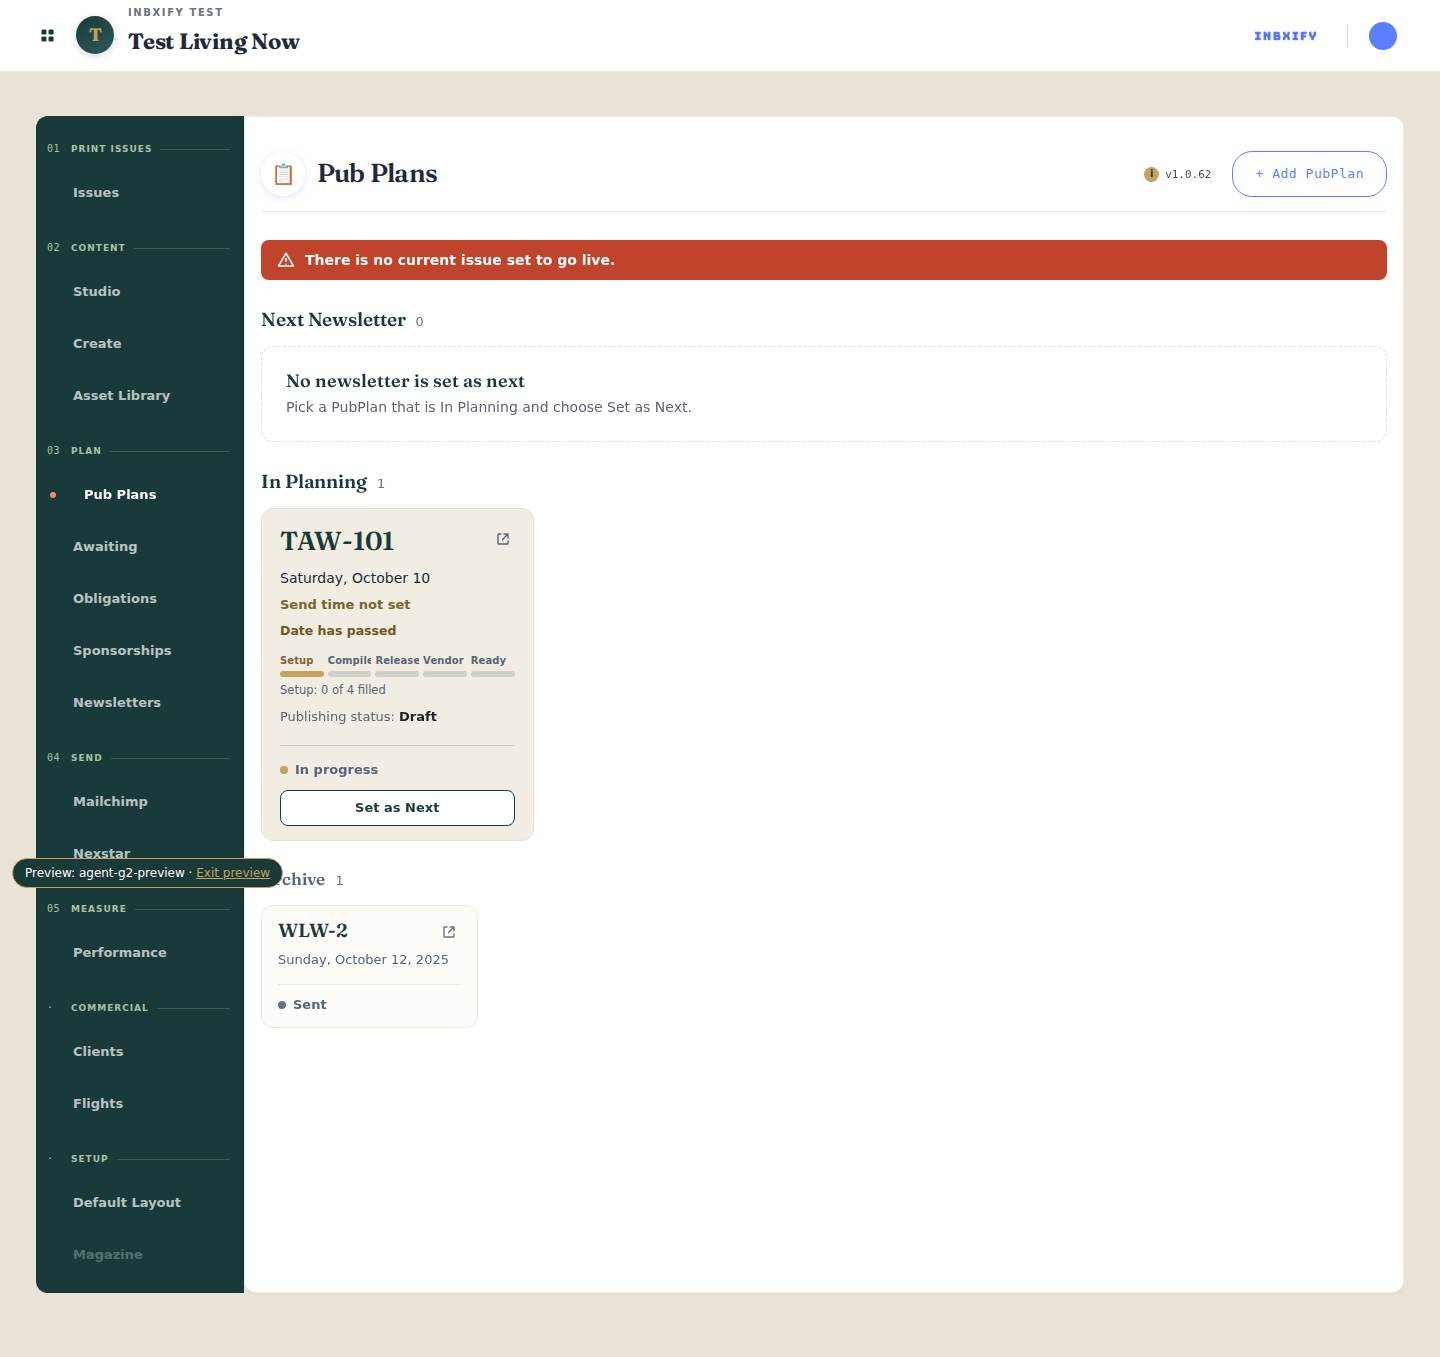 INBXIFY TEST
T
Test Living Now
INBXIFY
01 PRINT ISSUES
Issues
02 CONTENT
Studio
Create
Asset Library
03 PLAN
Pub Plans
Awaiting
Obligations
Sponsorships
Newsletters
04 SEND
Mailchimp
Nexstar
Preview: agent-g2-preview · Exit preview
05 MEASURE
Performance
· COMMERCIAL
Clients
Flights
· SETUP
Default Layout
Magazine
Pub Plans
i v1.0.62
+ Add PubPlan
There is no current issue set to go live.
Next Newsletter 0
No newsletter is set as next
Pick a PubPlan that is In Planning and choose Set as Next.
In Planning 1
TAW-101
Saturday, October 10
Send time not set
Date has passed
Setup Compile Release Vendor Ready
Setup: 0 of 4 filled
Publishing status: Draft
In progress
Set as Next
chive 1
WLW-2
Sunday, October 12, 2025
Sent